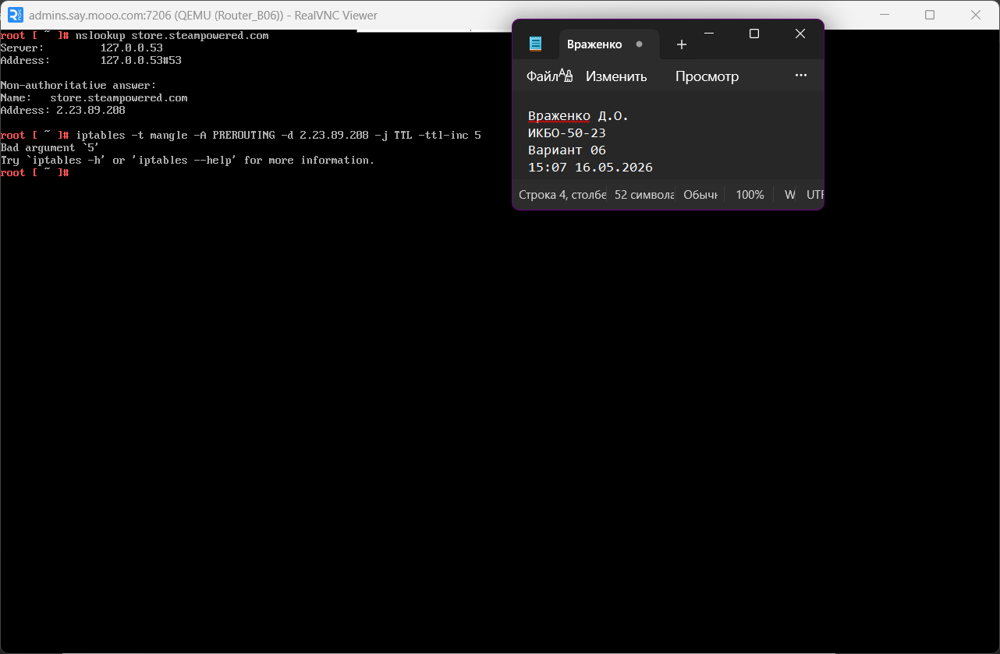 admins.say.mooo.com:7206 (QEMU (Router_B06)) - RealVNC Viewer
root [ ~ ]# nslookup store.steampowered.com
Server:         127.0.0.53
Address:        127.0.0.53#53
Non-authoritative answer:
Name:   store.steampowered.com
Address: 2.23.89.208
root [ ~ ]# iptables -t mangle -A PREROUTING -d 2.23.89.208 -j TTL -ttl-inc 5
Bad argument `5'
Try `iptables -h' or 'iptables --help' for more information.
root [ ~ ]#
Враженко
Файл Изменить Просмотр
Враженко Д.О.
ИКБО-50-23
Вариант 06
15:07 16.05.2026
Строка 4, столбе 52 символа Обычн 100% W UTF